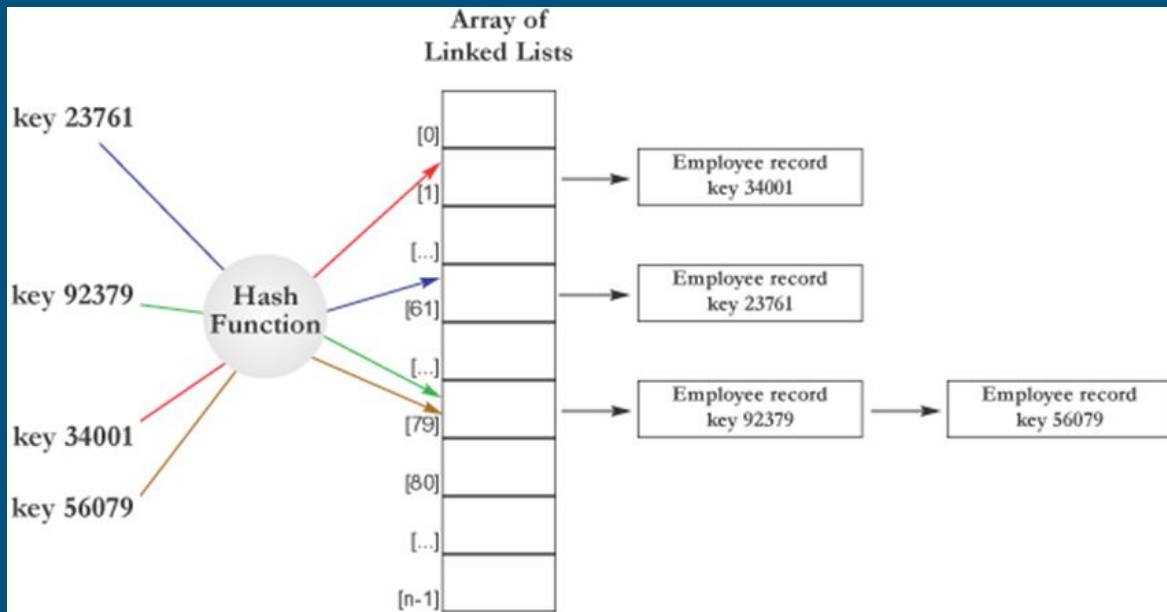 Array of
Linked Lists
key 23761
key 92379
key 34001
key 56079
Hash
Function
[0]
[1]
[...]
[61]
[...]
[79]
[80]
[...]
[n-1]
Employee record
key 34001
Employee record
key 23761
Employee record
key 92379
Employee record
key 56079